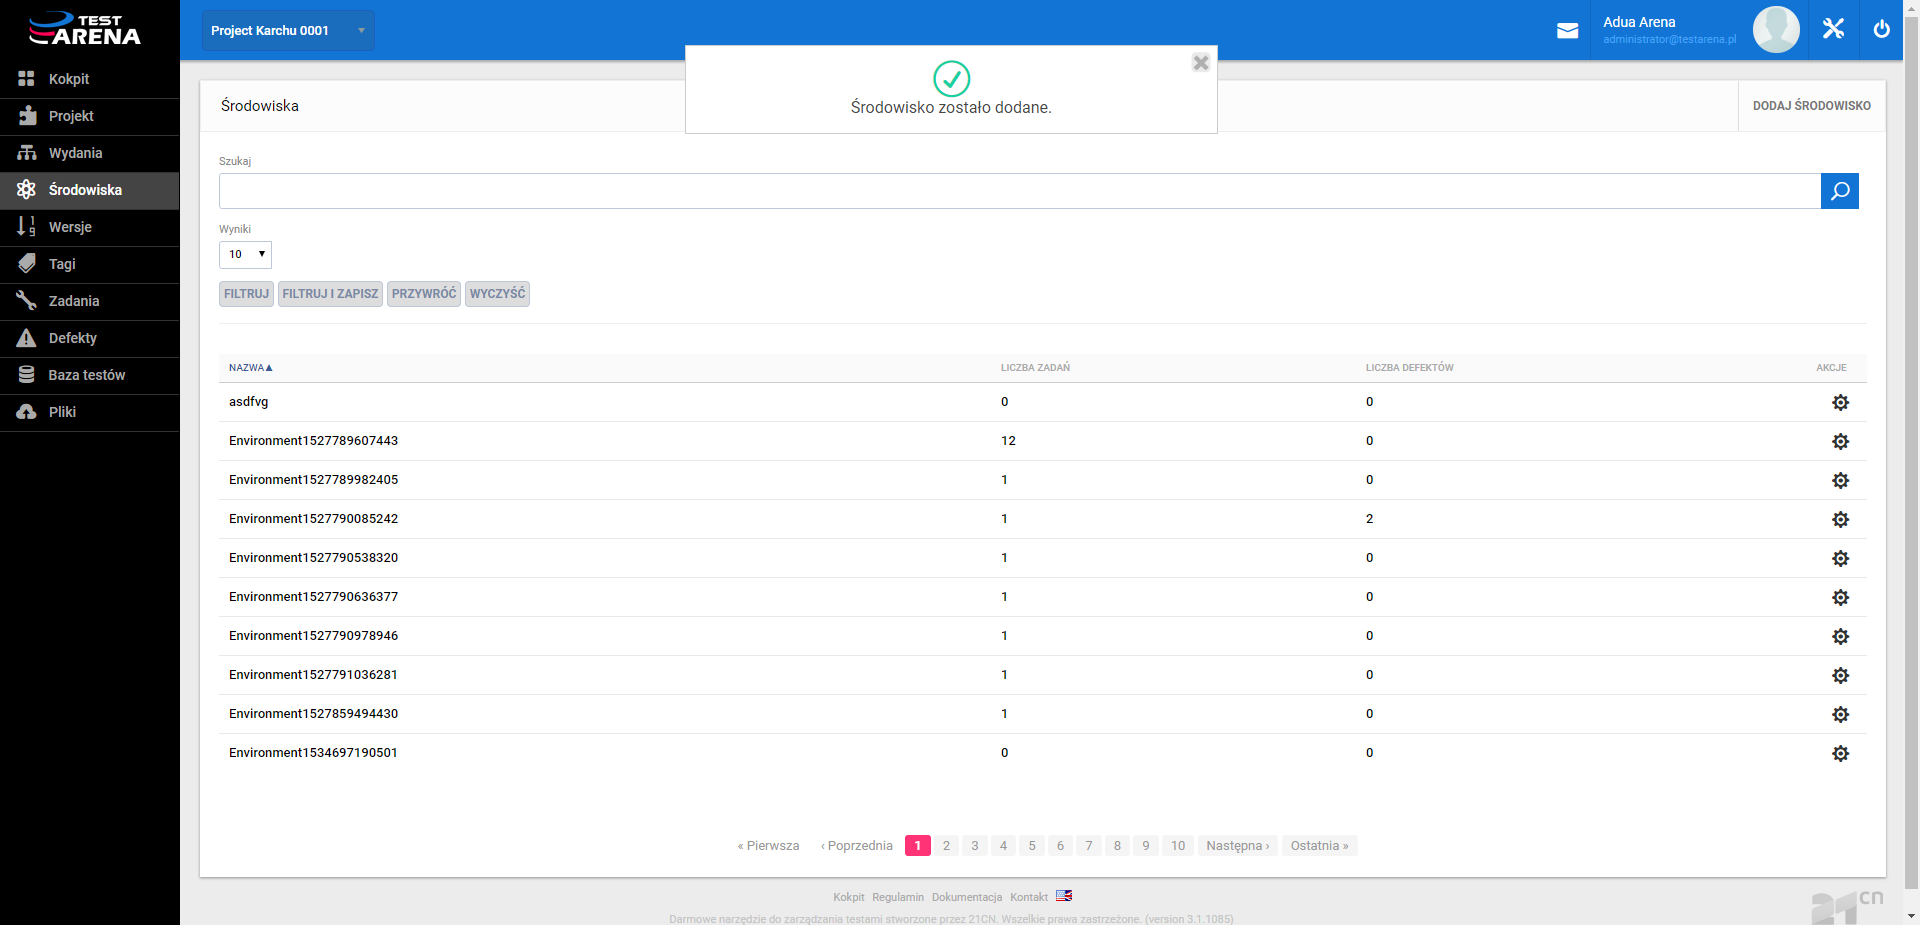 TEST
ARENA
Project Karchu 0001
Adua Arena
administrator@testarena.pl
Kokpit
Projekt
Wydania
Środowiska
Wersje
Tagi
Zadania
Defekty
Baza testów
Pliki
Środowisko zostało dodane.
Środowiska
DODAJ ŚRODOWISKO
Szukaj
Wyniki
10
FILTRUJ FILTRUJ I ZAPISZ PRZYWRÓĆ WYCZYŚĆ
NAZWA▲ LICZBA ZADAŃ LICZBA DEFEKTÓW AKCJE
asdfvg 0 0
Environment1527789607443 12 0
Environment1527789982405 1 0
Environment1527790085242 1 2
Environment1527790538320 1 0
Environment1527790636377 1 0
Environment1527790978946 1 0
Environment1527791036281 1 0
Environment1527859494430 1 0
Environment1534697190501 0 0
« Pierwsza ‹ Poprzednia 1 2 3 4 5 6 7 8 9 10 Następna › Ostatnia »
Kokpit Regulamin Dokumentacja Kontakt
Darmowe narzędzie do zarządzania testami stworzone przez 21CN. Wszelkie prawa zastrzeżone. (version 3.1.1085)
21cn